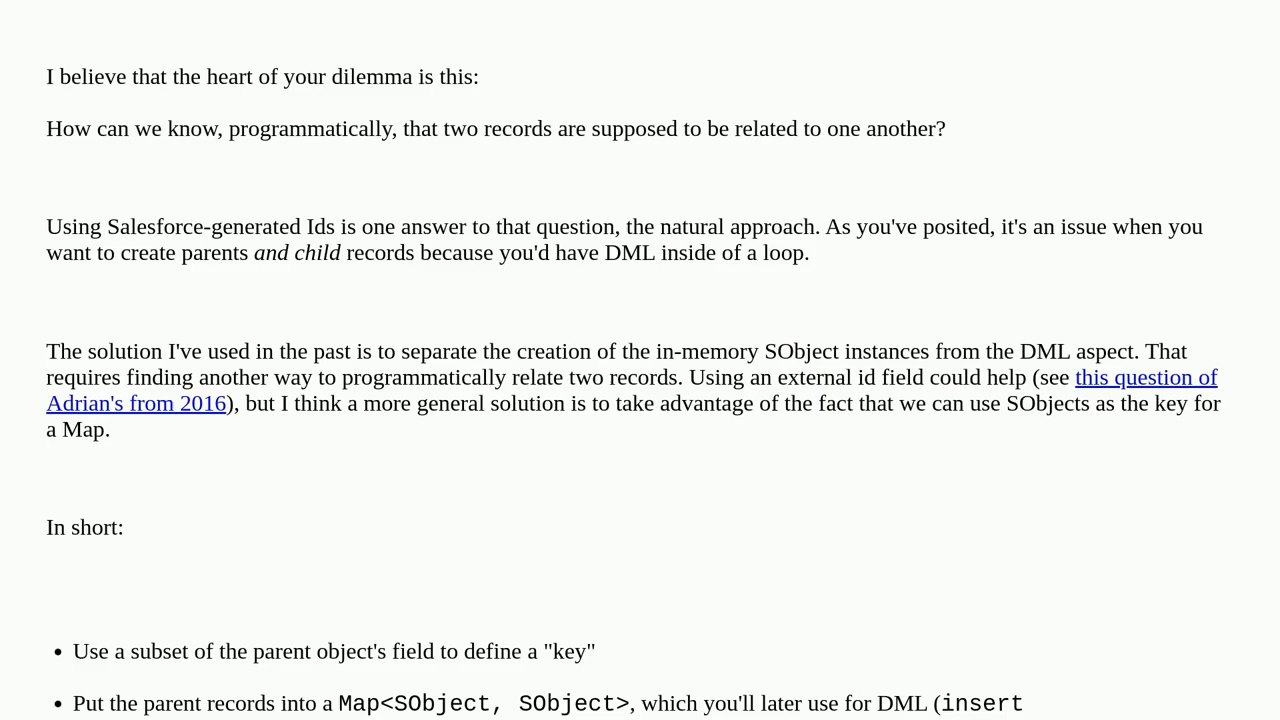 I believe that the heart of your dilemma is this:
How can we know, programmatically, that two records are supposed to be related to one another?
Using Salesforce-generated Ids is one answer to that question, the natural approach. As you've posited, it's an issue when you
want to create parents and child records because you'd have DML inside of a loop.
The solution I've used in the past is to separate the creation of the in-memory SObject instances from the DML aspect. That
requires finding another way to programmatically relate two records. Using an external id field could help (see this question of
Adrian's from 2016), but I think a more general solution is to take advantage of the fact that we can use SObjects as the key for
a Map.
In short:
• Use a subset of the parent object's field to define a "key"
• Put the parent records into a Map<SObject, SObject>, which you'll later use for DML (insert